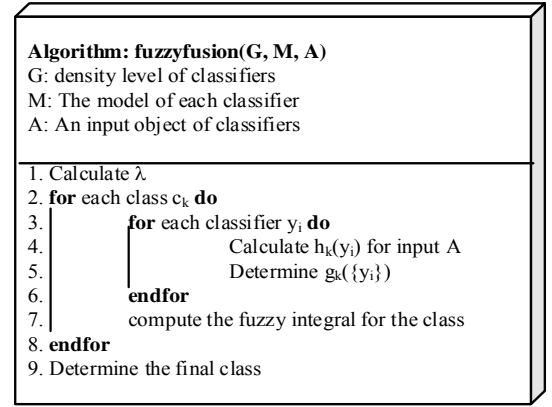 Algorithm: fuzzyfusion(G, M, A)
G: density level of classifiers
M: The model of each classifier
A: An input object of classifiers
1. Calculate λ
2. for each class cₖ do
3. for each classifier yᵢ do
4. Calculate hₖ(yᵢ) for input A
5. Determine gₖ({yᵢ})
6. endfor
7. compute the fuzzy integral for the class
8. endfor
9. Determine the final class